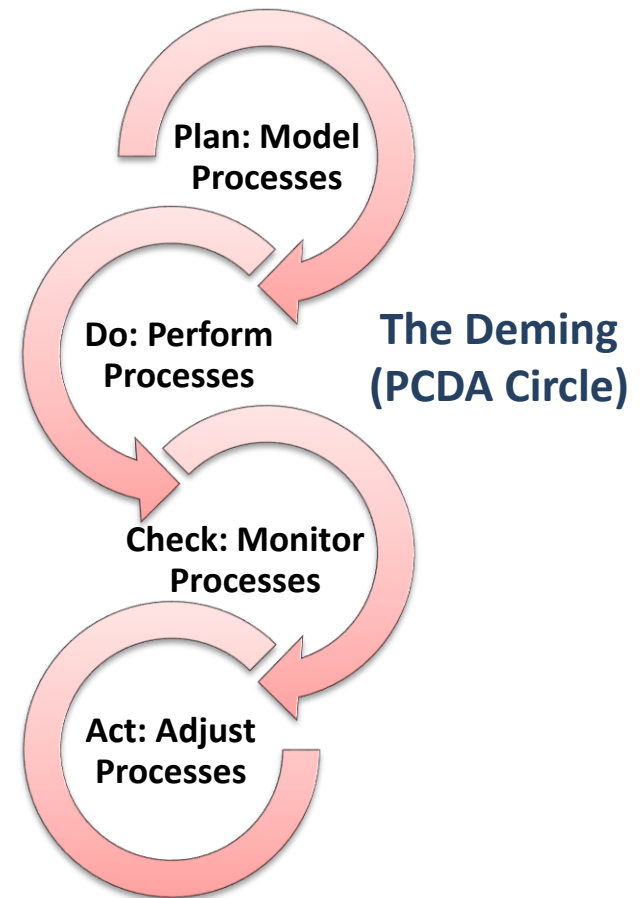 Plan: Model
Processes
Do: Perform
Processes
The Deming
(PCDA Circle)
Check: Monitor
Processes
Act: Adjust
Processes